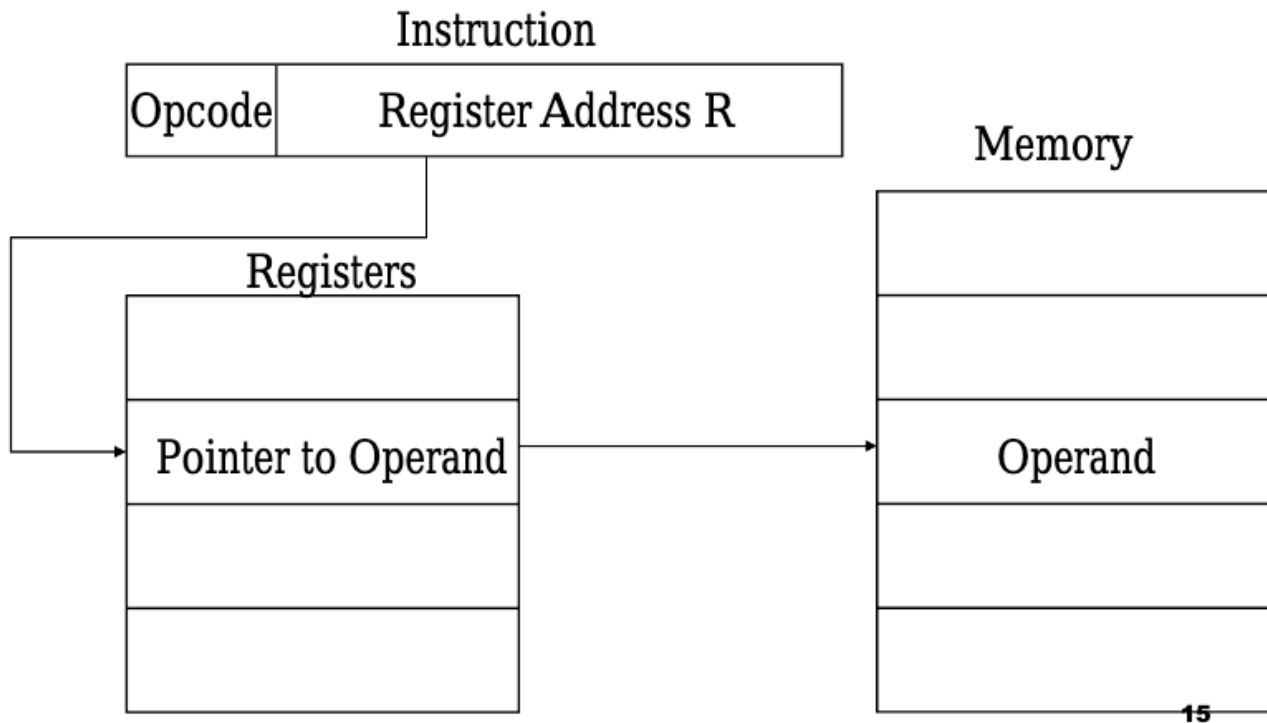 Instruction
Opcode
Register Address R
Memory
Registers
Pointer to Operand
Operand
15